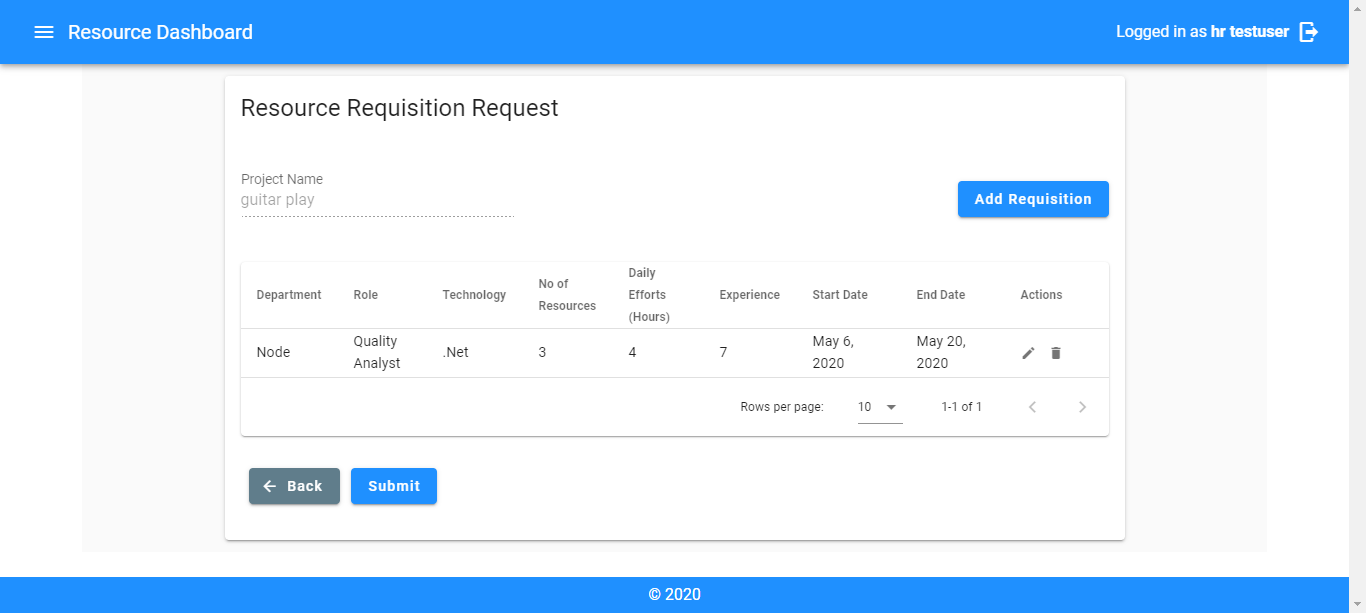 Resource Dashboard
Logged in as hr testuser
Resource Requisition Request
Project Name
guitar play
Add Requisition
Department Role Technology No of Resources Daily Efforts (Hours) Experience Start Date End Date Actions
Node Quality Analyst .Net 3 4 7 May 6, 2020 May 20, 2020
Rows per page: 10 1-1 of 1
Back Submit
© 2020